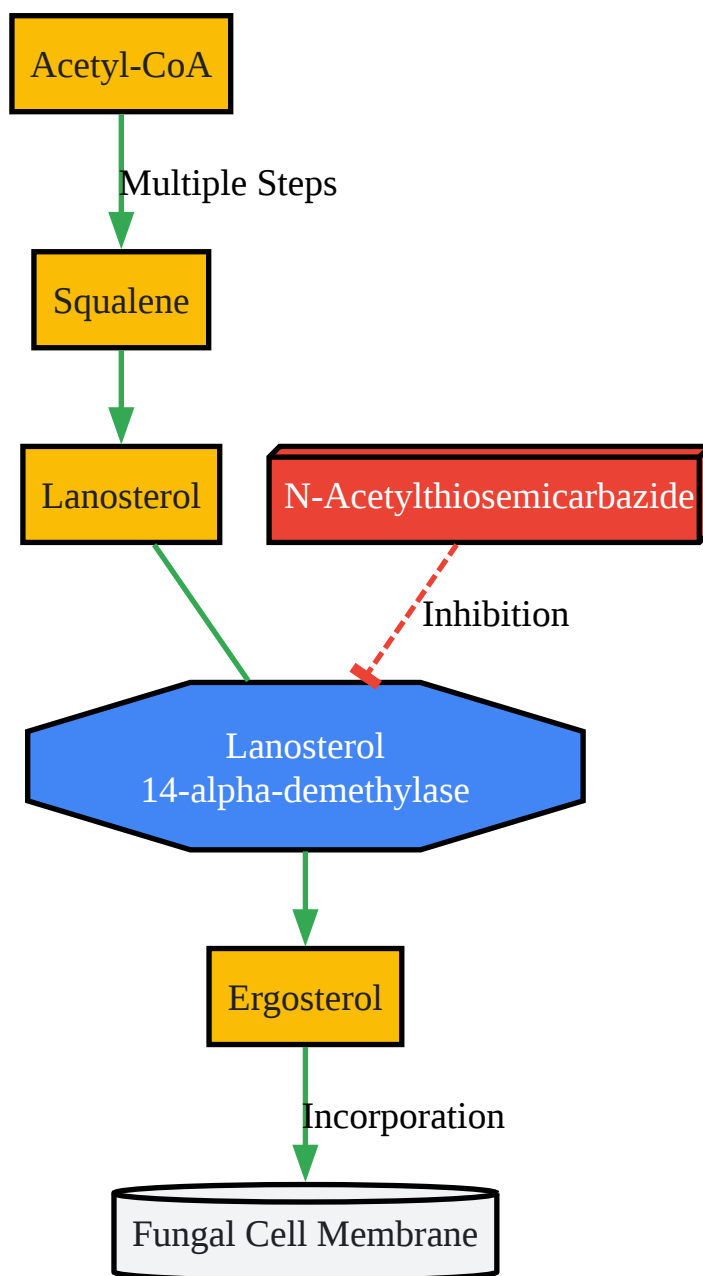 Acetyl-CoA
Multiple Steps
Squalene
Lanosterol
N-Acetylthiosemicarbazide
Inhibition
Lanosterol
14-alpha-demethylase
Ergosterol
Incorporation
Fungal Cell Membrane